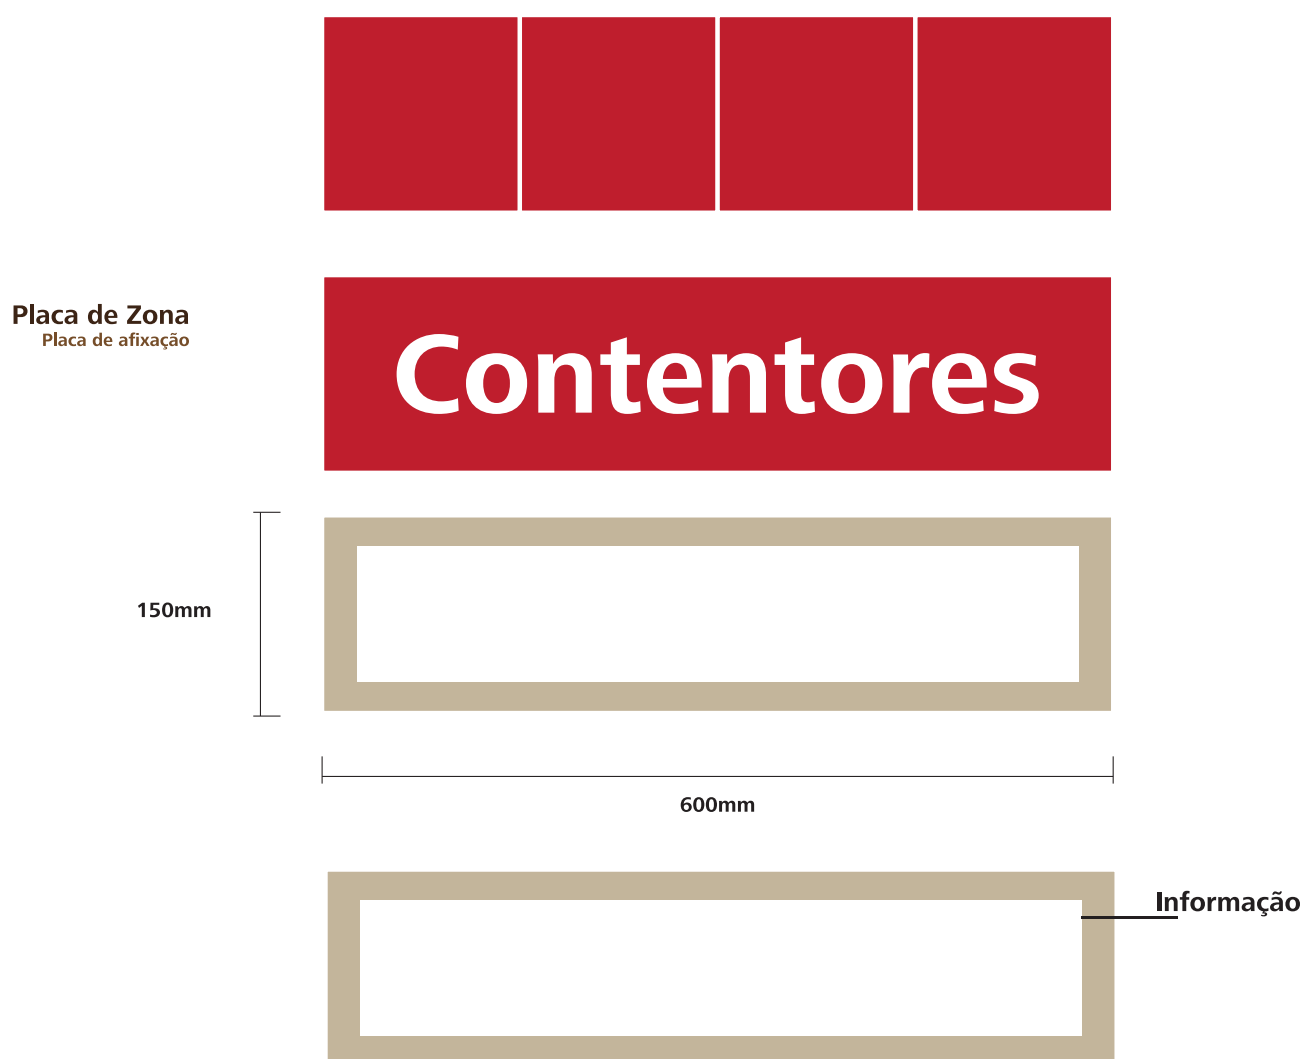 Placa de Zona
Placa de afixação
Contentores
150mm
600mm
Informação